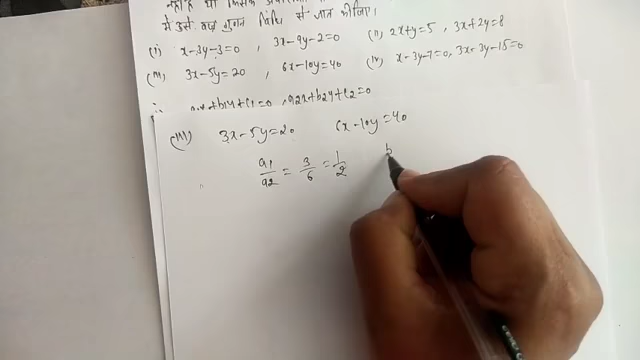 में उसे वज्र गुणन विधि से ज्ञात कीजिए।
(i) x-3y-3=0 , 3x-9y-2=0 (ii) 2x+y=5 , 3x+2y=8
(iii) 3x-5y=20 , 6x-10y=40 (iv) x-3y-7=0, 3x-3y-15=0
a1x+b1y+c1=0 , a2x+b2y+c2=0
(iii) 3x-5y=20 6x-10y=40
a1/a2 = 3/6 = 1/2 b